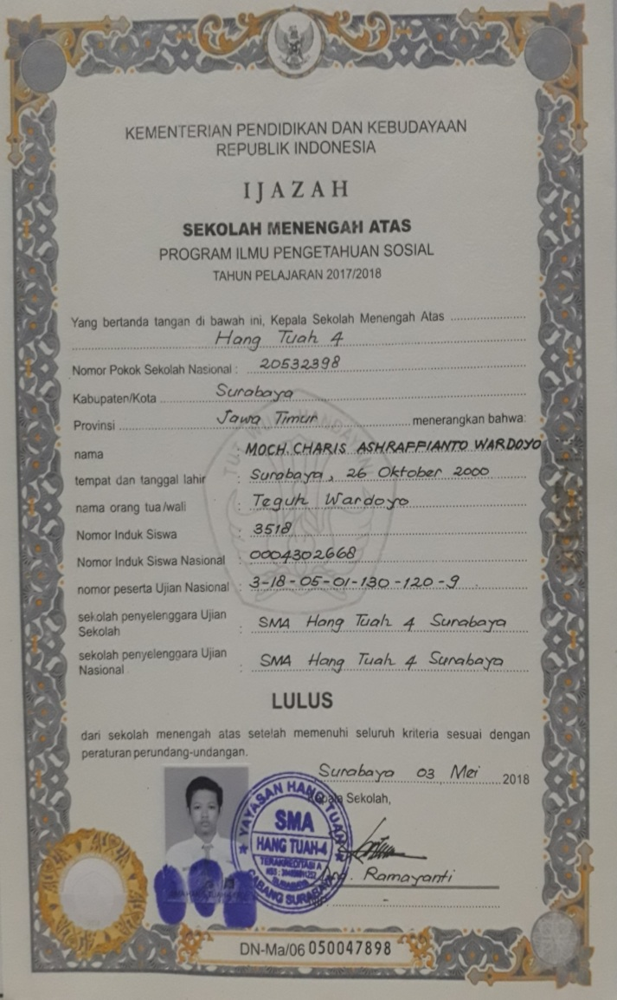 KEMENTERIAN PENDIDIKAN DAN KEBUDAYAAN
REPUBLIK INDONESIA
IJAZAH
SEKOLAH MENENGAH ATAS
PROGRAM ILMU PENGETAHUAN SOSIAL
TAHUN PELAJARAN 2017/2018
Yang bertanda tangan di bawah ini, Kepala Sekolah Menengah Atas
Hang Tuah 4
Nomor Pokok Sekolah Nasional : 20532398
Kabupaten/Kota Surabaya
Provinsi Jawa Timur menerangkan bahwa:
nama : MOCH. CHARIS ASHRAFFIANTO WARDOYO
tempat dan tanggal lahir : Surabaya, 26 Oktober 2000
nama orang tua/wali : Teguh Wardoyo
Nomor Induk Siswa : 3518
Nomor Induk Siswa Nasional : 0004302668
nomor peserta Ujian Nasional : 3-18-05-01-130-120-9
sekolah penyelenggara Ujian
Sekolah : SMA Hang Tuah 4 Surabaya
sekolah penyelenggara Ujian
Nasional : SMA Hang Tuah 4 Surabaya
LULUS
dari sekolah menengah atas setelah memenuhi seluruh kriteria sesuai dengan
peraturan perundang-undangan.
Surabaya 03 Mei 2018
Kepala Sekolah,
YAYASAN HANG TUAH
SMA
HANG TUAH-4
TERAKREDITASI A
SURABAYA
CABANG SURABAYA
Ramayanti
-
DN-Ma/06 050047898